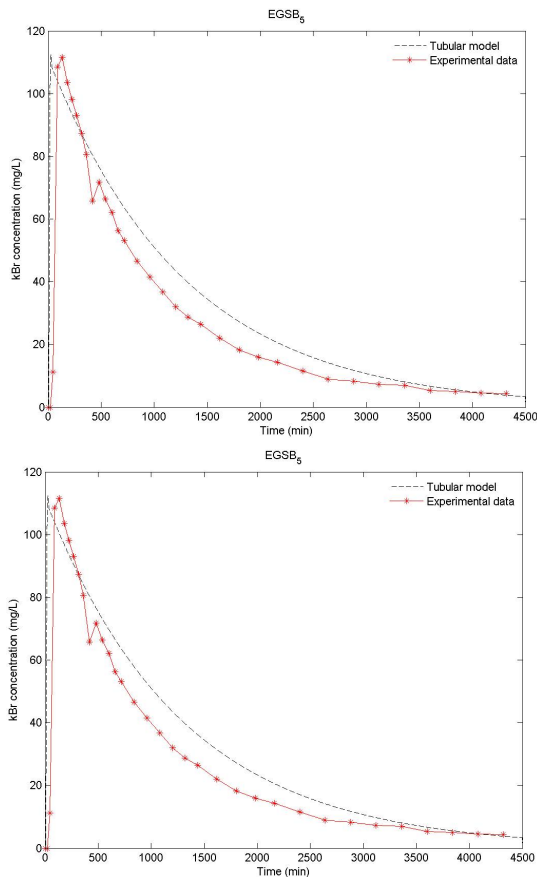 EGSB5
120
100
80
60
40
20
0
kBr concentration (mg/L)
Tubular model
Experimental data
0 500 1000 1500 2000 2500 3000 3500 4000 4500
Time (min)
EGSB5
120
100
80
60
40
20
0
kBr concentration (mg/L)
Tubular model
Experimental data
0 500 1000 1500 2000 2500 3000 3500 4000 4500
Time (min)